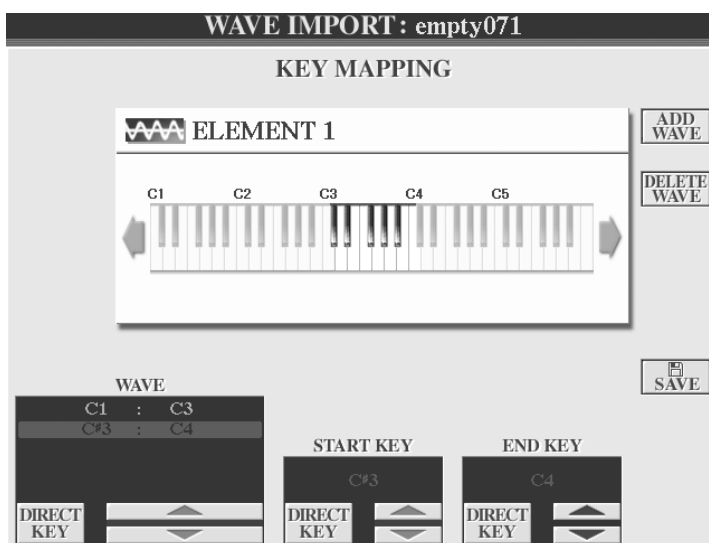 WAVE IMPORT : empty071
KEY MAPPING
ELEMENT 1
ADD
WAVE
DELETE
WAVE
C1 C2 C3 C4 C5
SAVE
WAVE
C1 : C3
C#3 : C4
START KEY
END KEY
C#3
C4
DIRECT
KEY
DIRECT
KEY
DIRECT
KEY